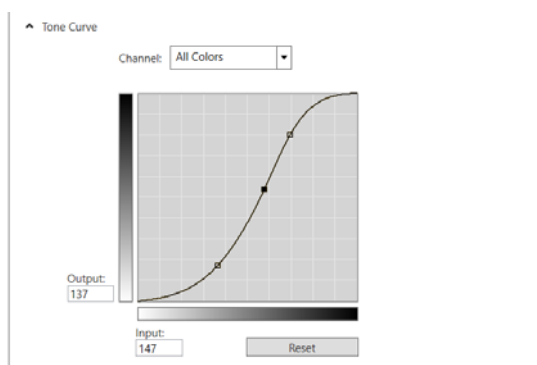 Tone Curve
Channel: All Colors
Output:
137
Input:
147
Reset